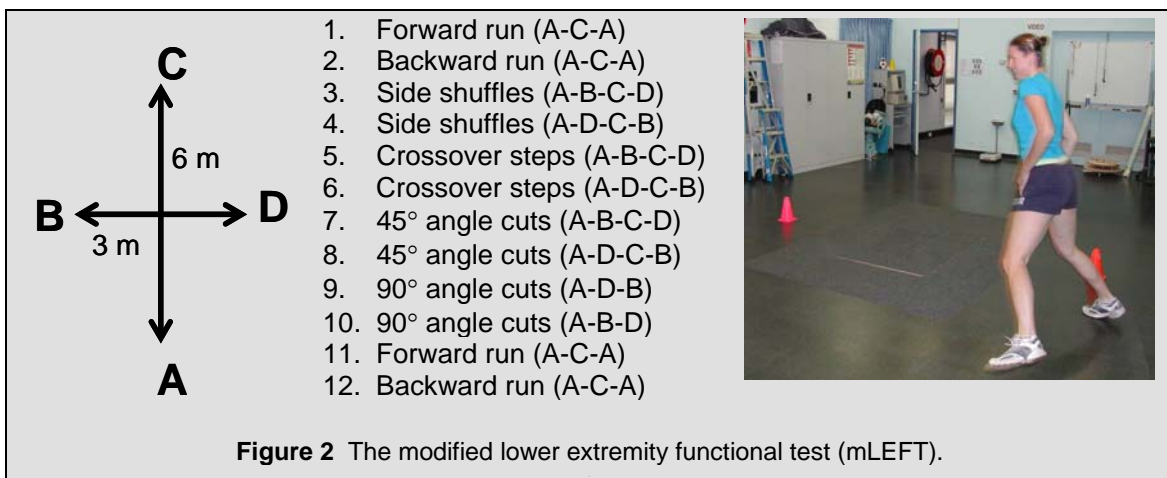 C
6 m
B
D
3 m
A
1. Forward run (A-C-A)
2. Backward run (A-C-A)
3. Side shuffles (A-B-C-D)
4. Side shuffles (A-D-C-B)
5. Crossover steps (A-B-C-D)
6. Crossover steps (A-D-C-B)
7. 45° angle cuts (A-B-C-D)
8. 45° angle cuts (A-D-C-B)
9. 90° angle cuts (A-D-B)
10. 90° angle cuts (A-B-D)
11. Forward run (A-C-A)
12. Backward run (A-C-A)
VIDEO
Figure 2 The modified lower extremity functional test (mLEFT).